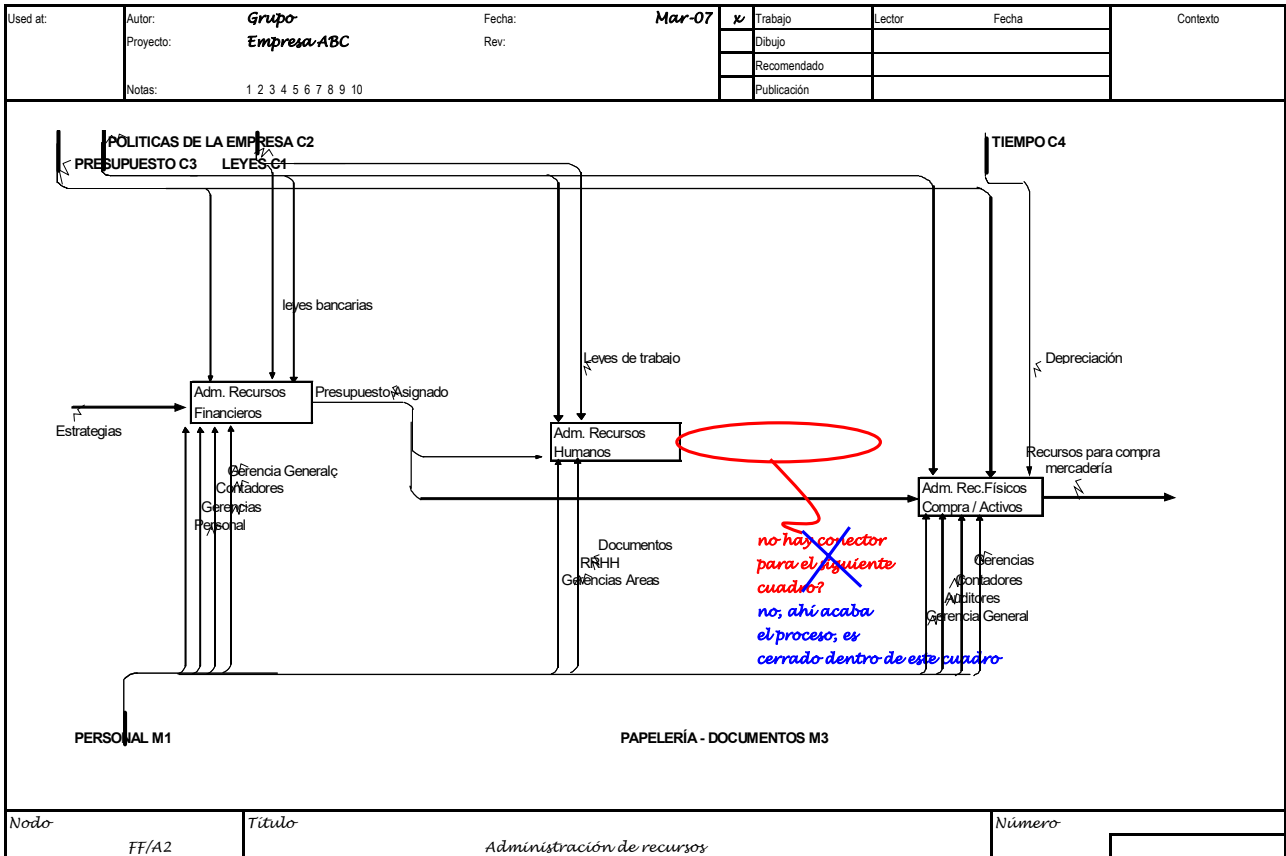 Used at:
Autor: Grupo Fecha: Mar-07 x Trabajo Lector Fecha Contexto
Proyecto: Empresa ABC Rev: Dibujo
Recomendado
Notas: 1 2 3 4 5 6 7 8 9 10 Publicación
POLITICAS DE LA EMPRESA C2
PRESUPUESTO C3 LEYES C1
TIEMPO C4
leyes bancarias
Leyes de trabajo
Depreciación
Estrategias
Adm. Recursos
Financieros
Presupuesto Asignado
Adm. Recursos
Humanos
Recursos para compra
mercadería
Adm. Rec.Físicos
Compra / Activos
Gerencia Generalç
Contadores
Gerencias
Personal
Documentos
RRHH
Gerencias Areas
no hay conector
para el siguiente
cuadro?
no, ahí acaba
el proceso, es
cerrado dentro de este cuadro
Gerencias
Contadores
Auditores
Gerencia General
PERSONAL M1
PAPELERÍA - DOCUMENTOS M3
Nodo Título Número
FF/A2 Administración de recursos